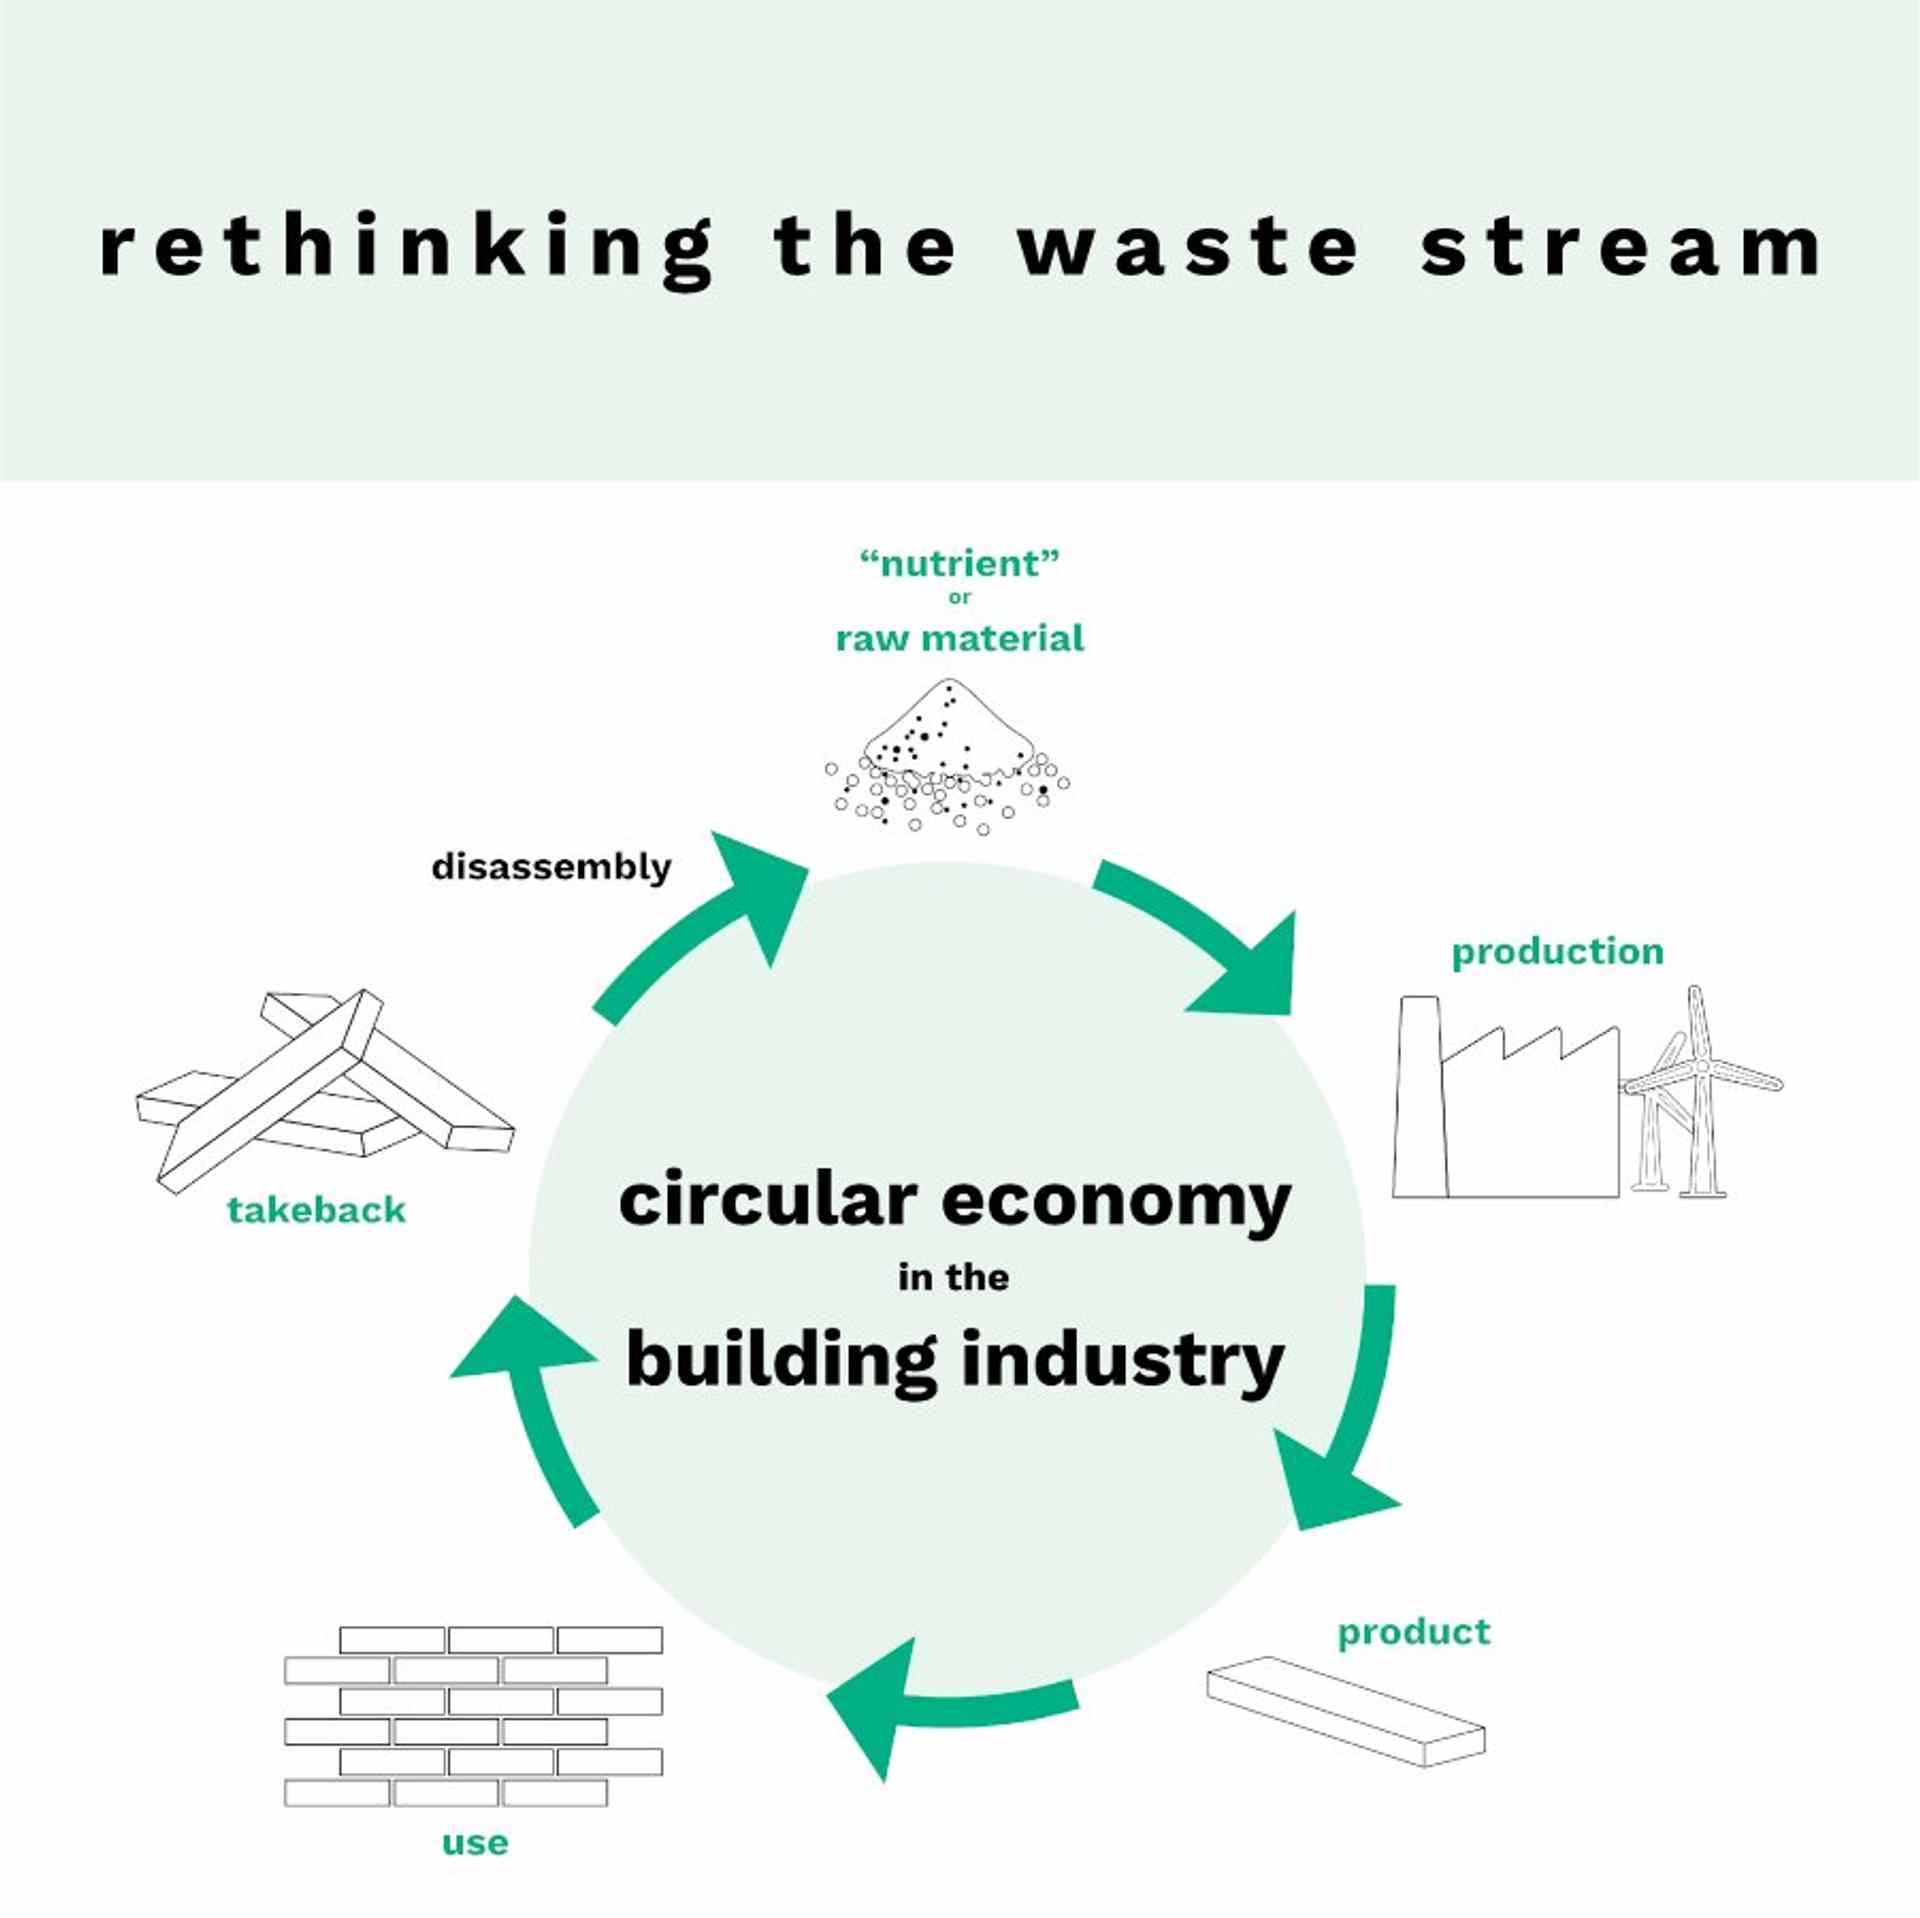 rethinking the waste stream
“nutrient”
or
raw material
disassembly
production
takeback
circular economy
in the
building industry
product
use